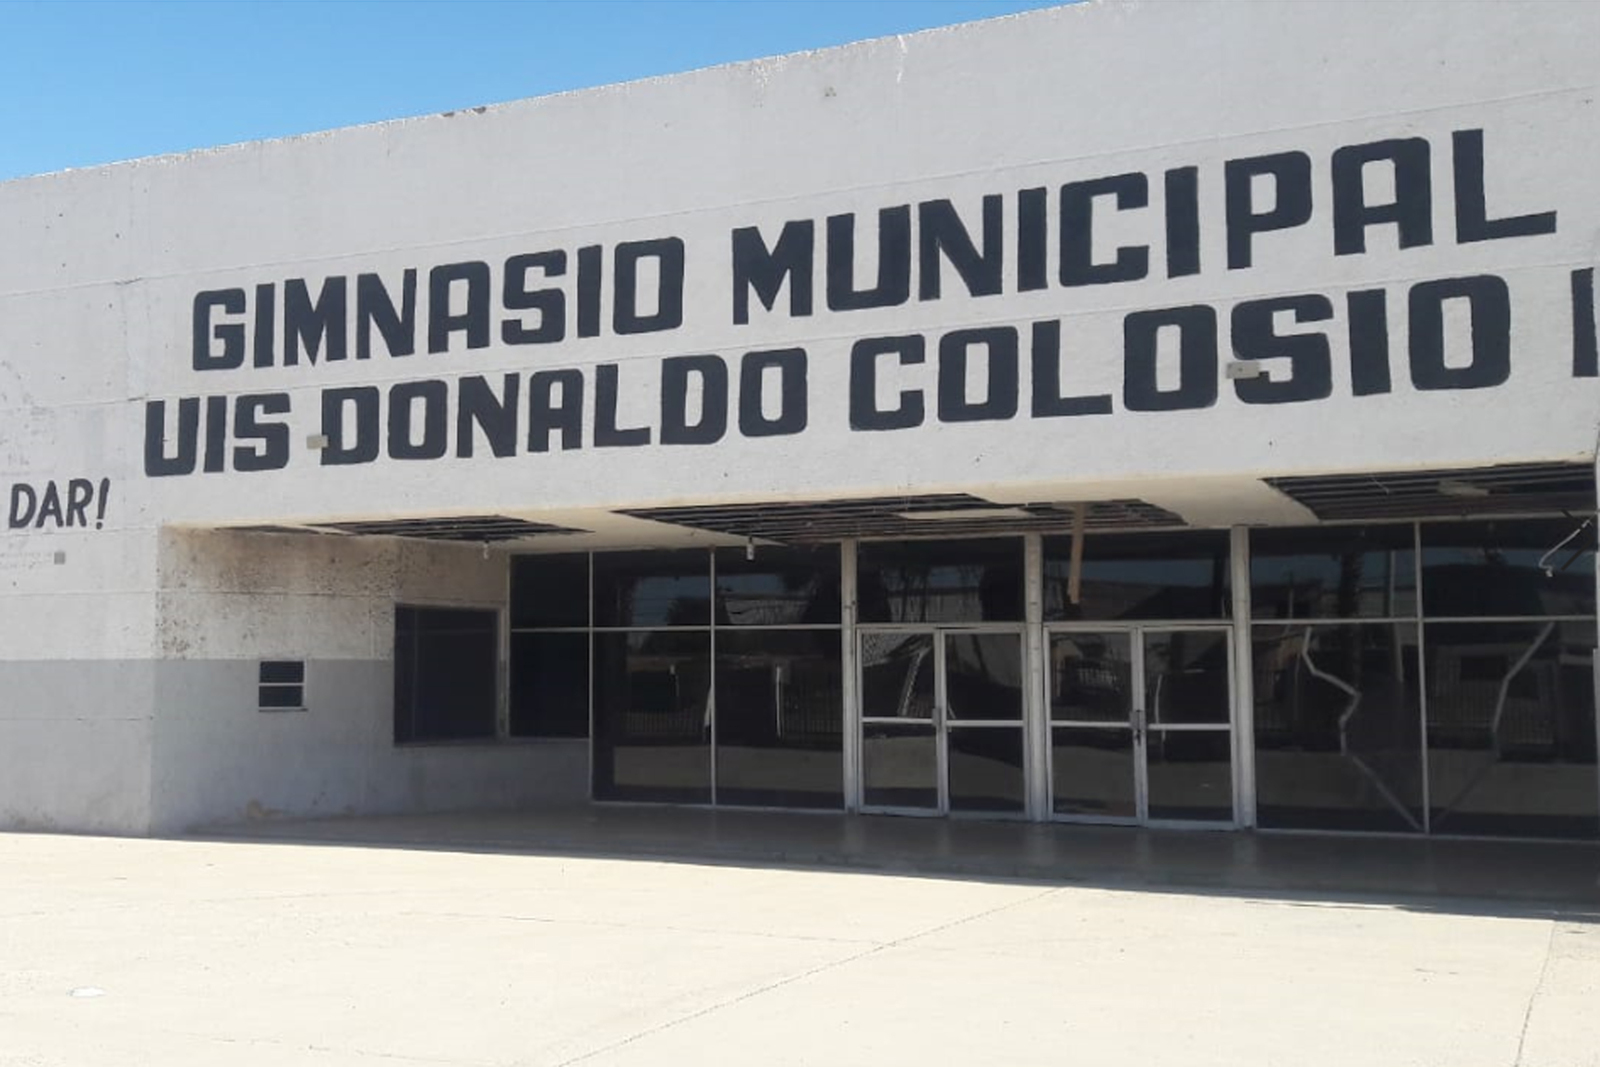 GIMNASIO MUNICIPAL
UIS DONALDO COLOSIO
DAR!